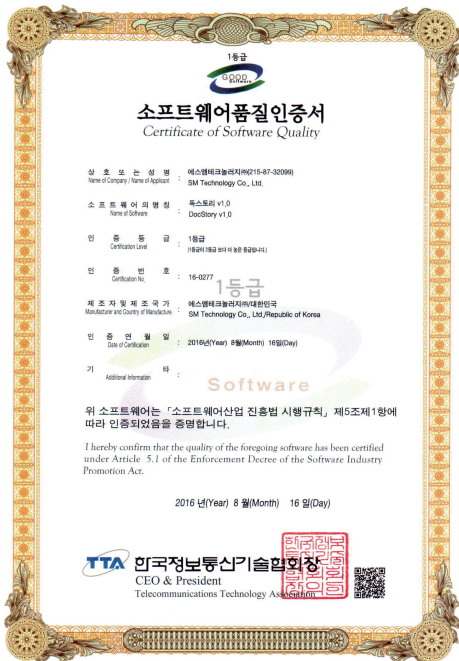 1등급
GOOD
Software
소프트웨어품질인증서
Certificate of Software Quality
상 호 또 는 성 명
Name of Company / Name of Applicant
: 에스엠테크놀러지㈜(215-87-32099)
SM Technology Co., Ltd.
소 프 트 웨 어 의 명 칭
Name of Software
: 독스토리 v1.0
DocStory v1.0
인 증 등 급
Certification Level
: 1등급
(1등급이 2등급 보다 더 높은 등급입니다.)
인 증 번 호
Certification No.
: 16-0277
1등급
제 조 자 및 제 조 국 가
Manufacturer and Country of Manufacture
: 에스엠테크놀러지㈜/대한민국
SM Technology Co., Ltd./Republic of Korea
인 증 연 월 일
Date of Certification
: 2016년(Year) 8월(Month) 16일(Day)
기 타
Additional Information
:
Software
위 소프트웨어는 「소프트웨어산업 진흥법 시행규칙」 제5조제1항에
따라 인증되었음을 증명합니다.
I hereby confirm that the quality of the foregoing software has been certified
under Article 5.1 of the Enforcement Decree of the Software Industry
Promotion Act.
2016 년(Year) 8 월(Month) 16 일(Day)
TTA 한국정보통신기술협회장
CEO & President
Telecommunications Technology Association